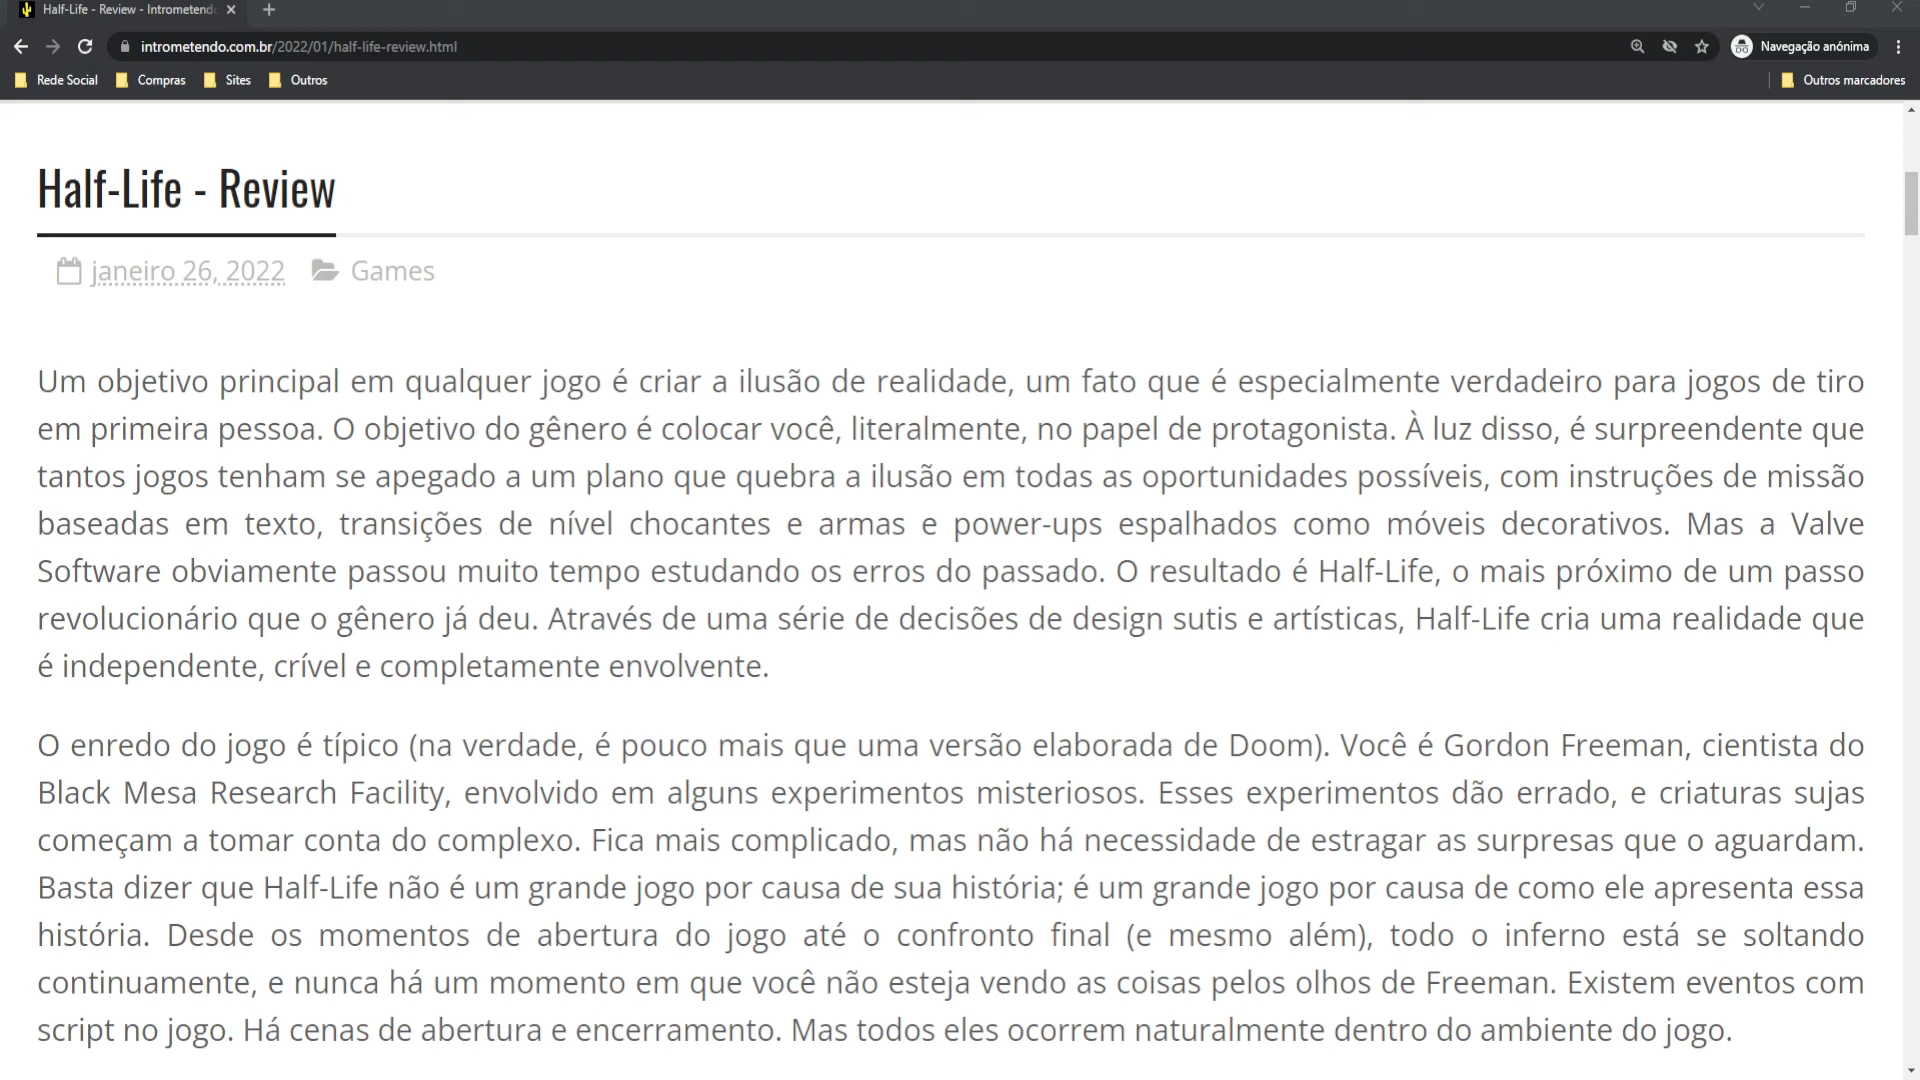 Half-Life - Review - Intrometend
intrometendo.com.br/2022/01/half-life-review.html
Navegação anónima
Rede Social
Compras
Sites
Outros
Outros marcadores
Half-Life - Review
janeiro 26, 2022 Games
Um objetivo principal em qualquer jogo é criar a ilusão de realidade, um fato que é especialmente verdadeiro para jogos de tiro
em primeira pessoa. O objetivo do gênero é colocar você, literalmente, no papel de protagonista. À luz disso, é surpreendente que
tantos jogos tenham se apegado a um plano que quebra a ilusão em todas as oportunidades possíveis, com instruções de missão
baseadas em texto, transições de nível chocantes e armas e power-ups espalhados como móveis decorativos. Mas a Valve
Software obviamente passou muito tempo estudando os erros do passado. O resultado é Half-Life, o mais próximo de um passo
revolucionário que o gênero já deu. Através de uma série de decisões de design sutis e artísticas, Half-Life cria uma realidade que
é independente, crível e completamente envolvente.
O enredo do jogo é típico (na verdade, é pouco mais que uma versão elaborada de Doom). Você é Gordon Freeman, cientista do
Black Mesa Research Facility, envolvido em alguns experimentos misteriosos. Esses experimentos dão errado, e criaturas sujas
começam a tomar conta do complexo. Fica mais complicado, mas não há necessidade de estragar as surpresas que o aguardam.
Basta dizer que Half-Life não é um grande jogo por causa de sua história; é um grande jogo por causa de como ele apresenta essa
história. Desde os momentos de abertura do jogo até o confronto final (e mesmo além), todo o inferno está se soltando
continuamente, e nunca há um momento em que você não esteja vendo as coisas pelos olhos de Freeman. Existem eventos com
script no jogo. Há cenas de abertura e encerramento. Mas todos eles ocorrem naturalmente dentro do ambiente do jogo.